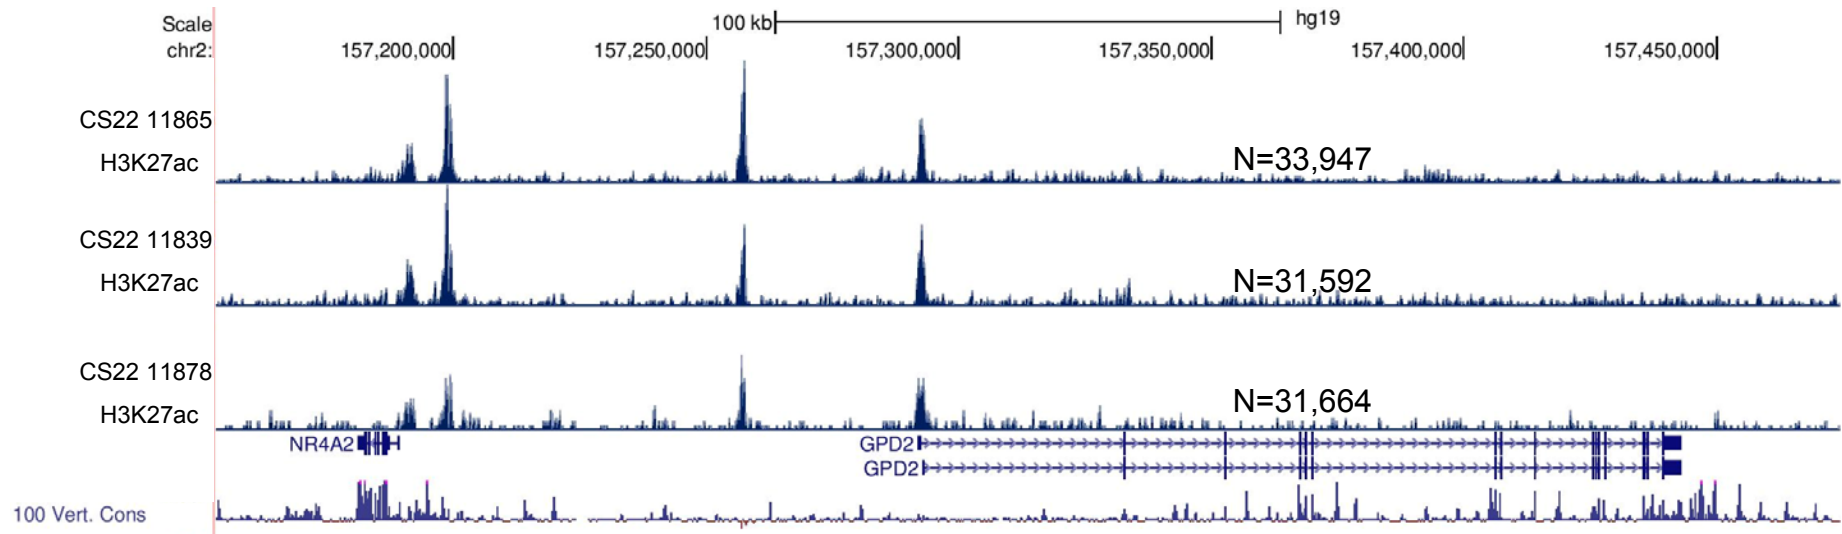 Scale 100 kb hg19
chr2: 157,200,000 157,250,000 157,300,000 157,350,000 157,400,000 157,450,000
CS22 11865
H3K27ac N=33,947
CS22 11839
H3K27ac N=31,592
CS22 11878
H3K27ac N=31,664
NR4A2 GPD2
GPD2
100 Vert. Cons